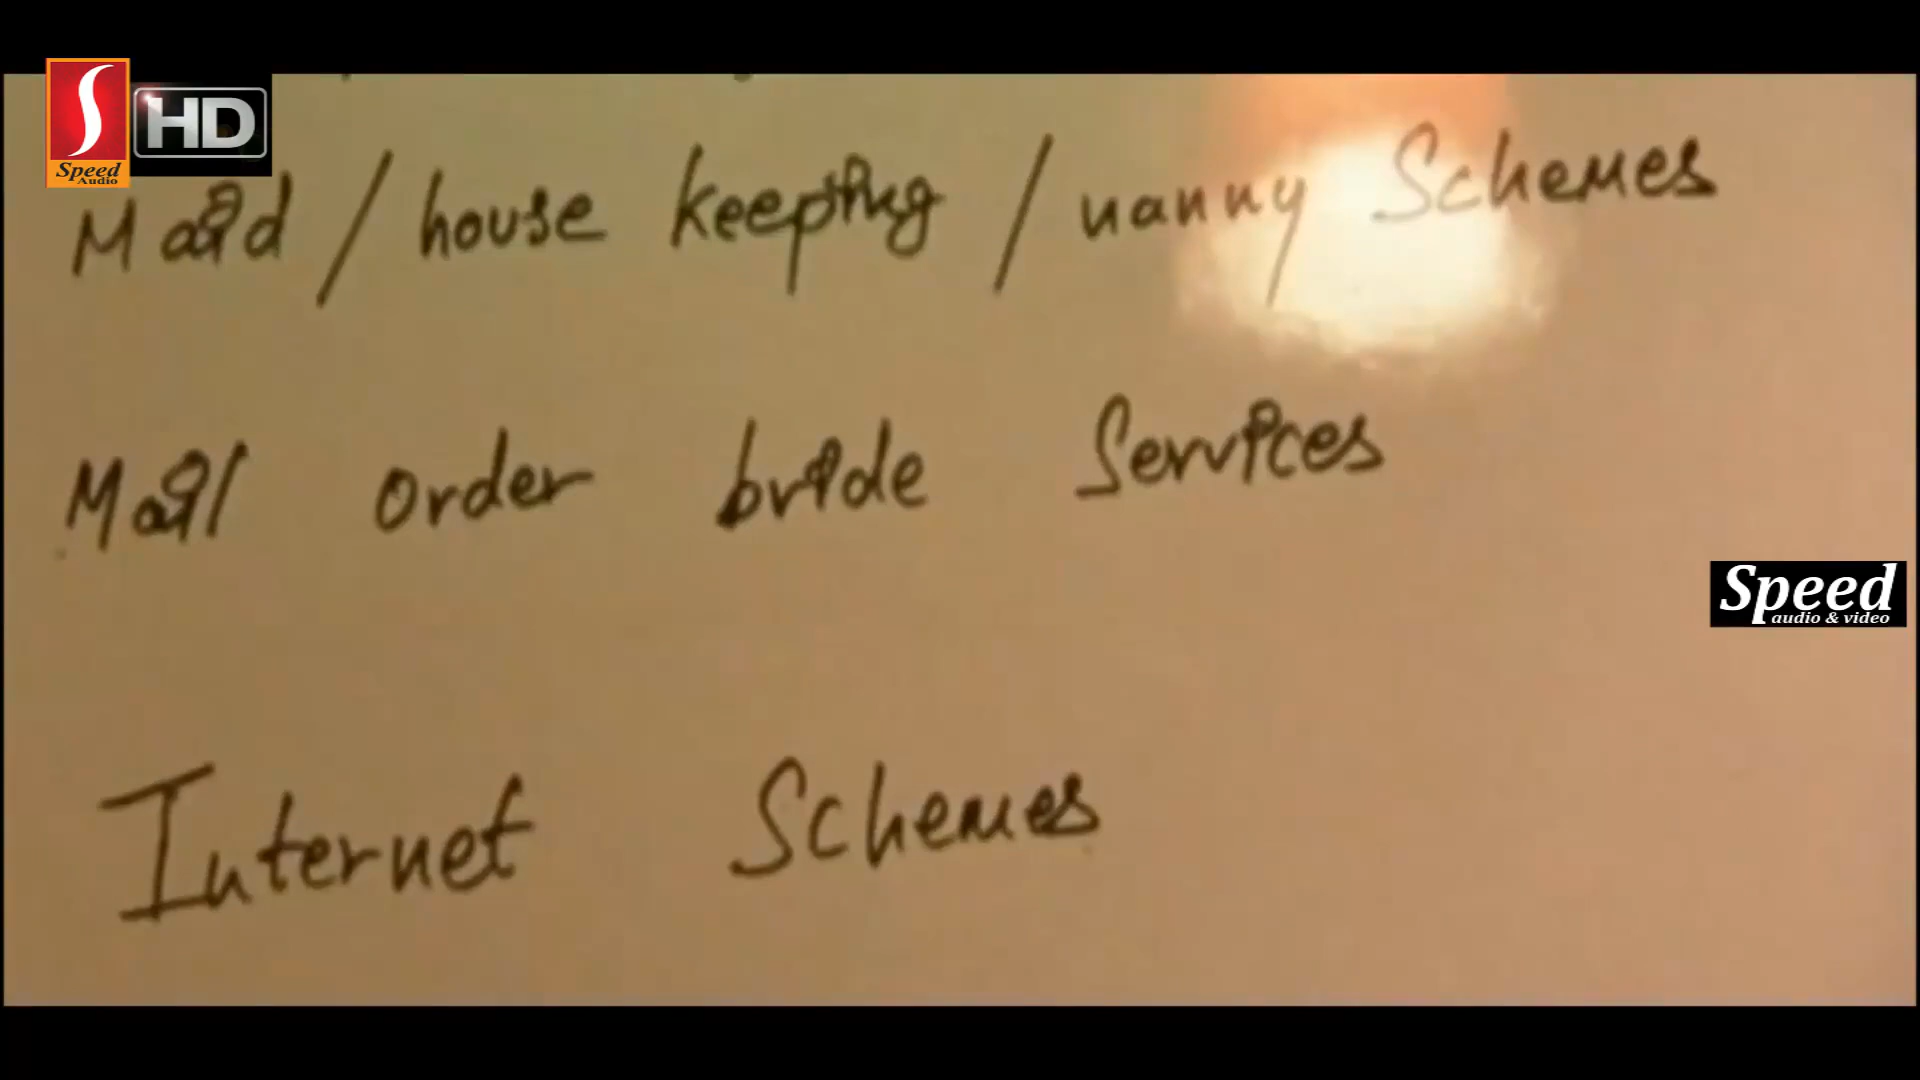 S
HD
Speed
Audio
Maid / house keeping / nanny Schemes
Mail order bride Services
Speed
audio & video
Internet Schemes